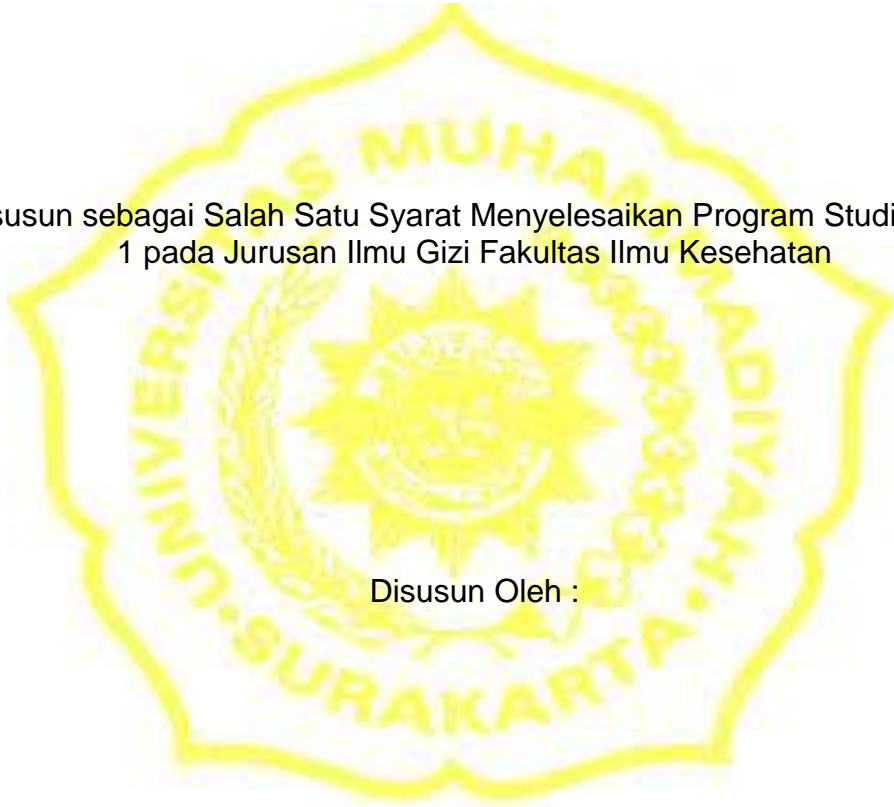 UNIVERSITAS MUHAMMADIYAH
susun sebagai Salah Satu Syarat Menyelesaikan Program Studi
1 pada Jurusan Ilmu Gizi Fakultas Ilmu Kesehatan
Disusun Oleh :
SURAKARTA